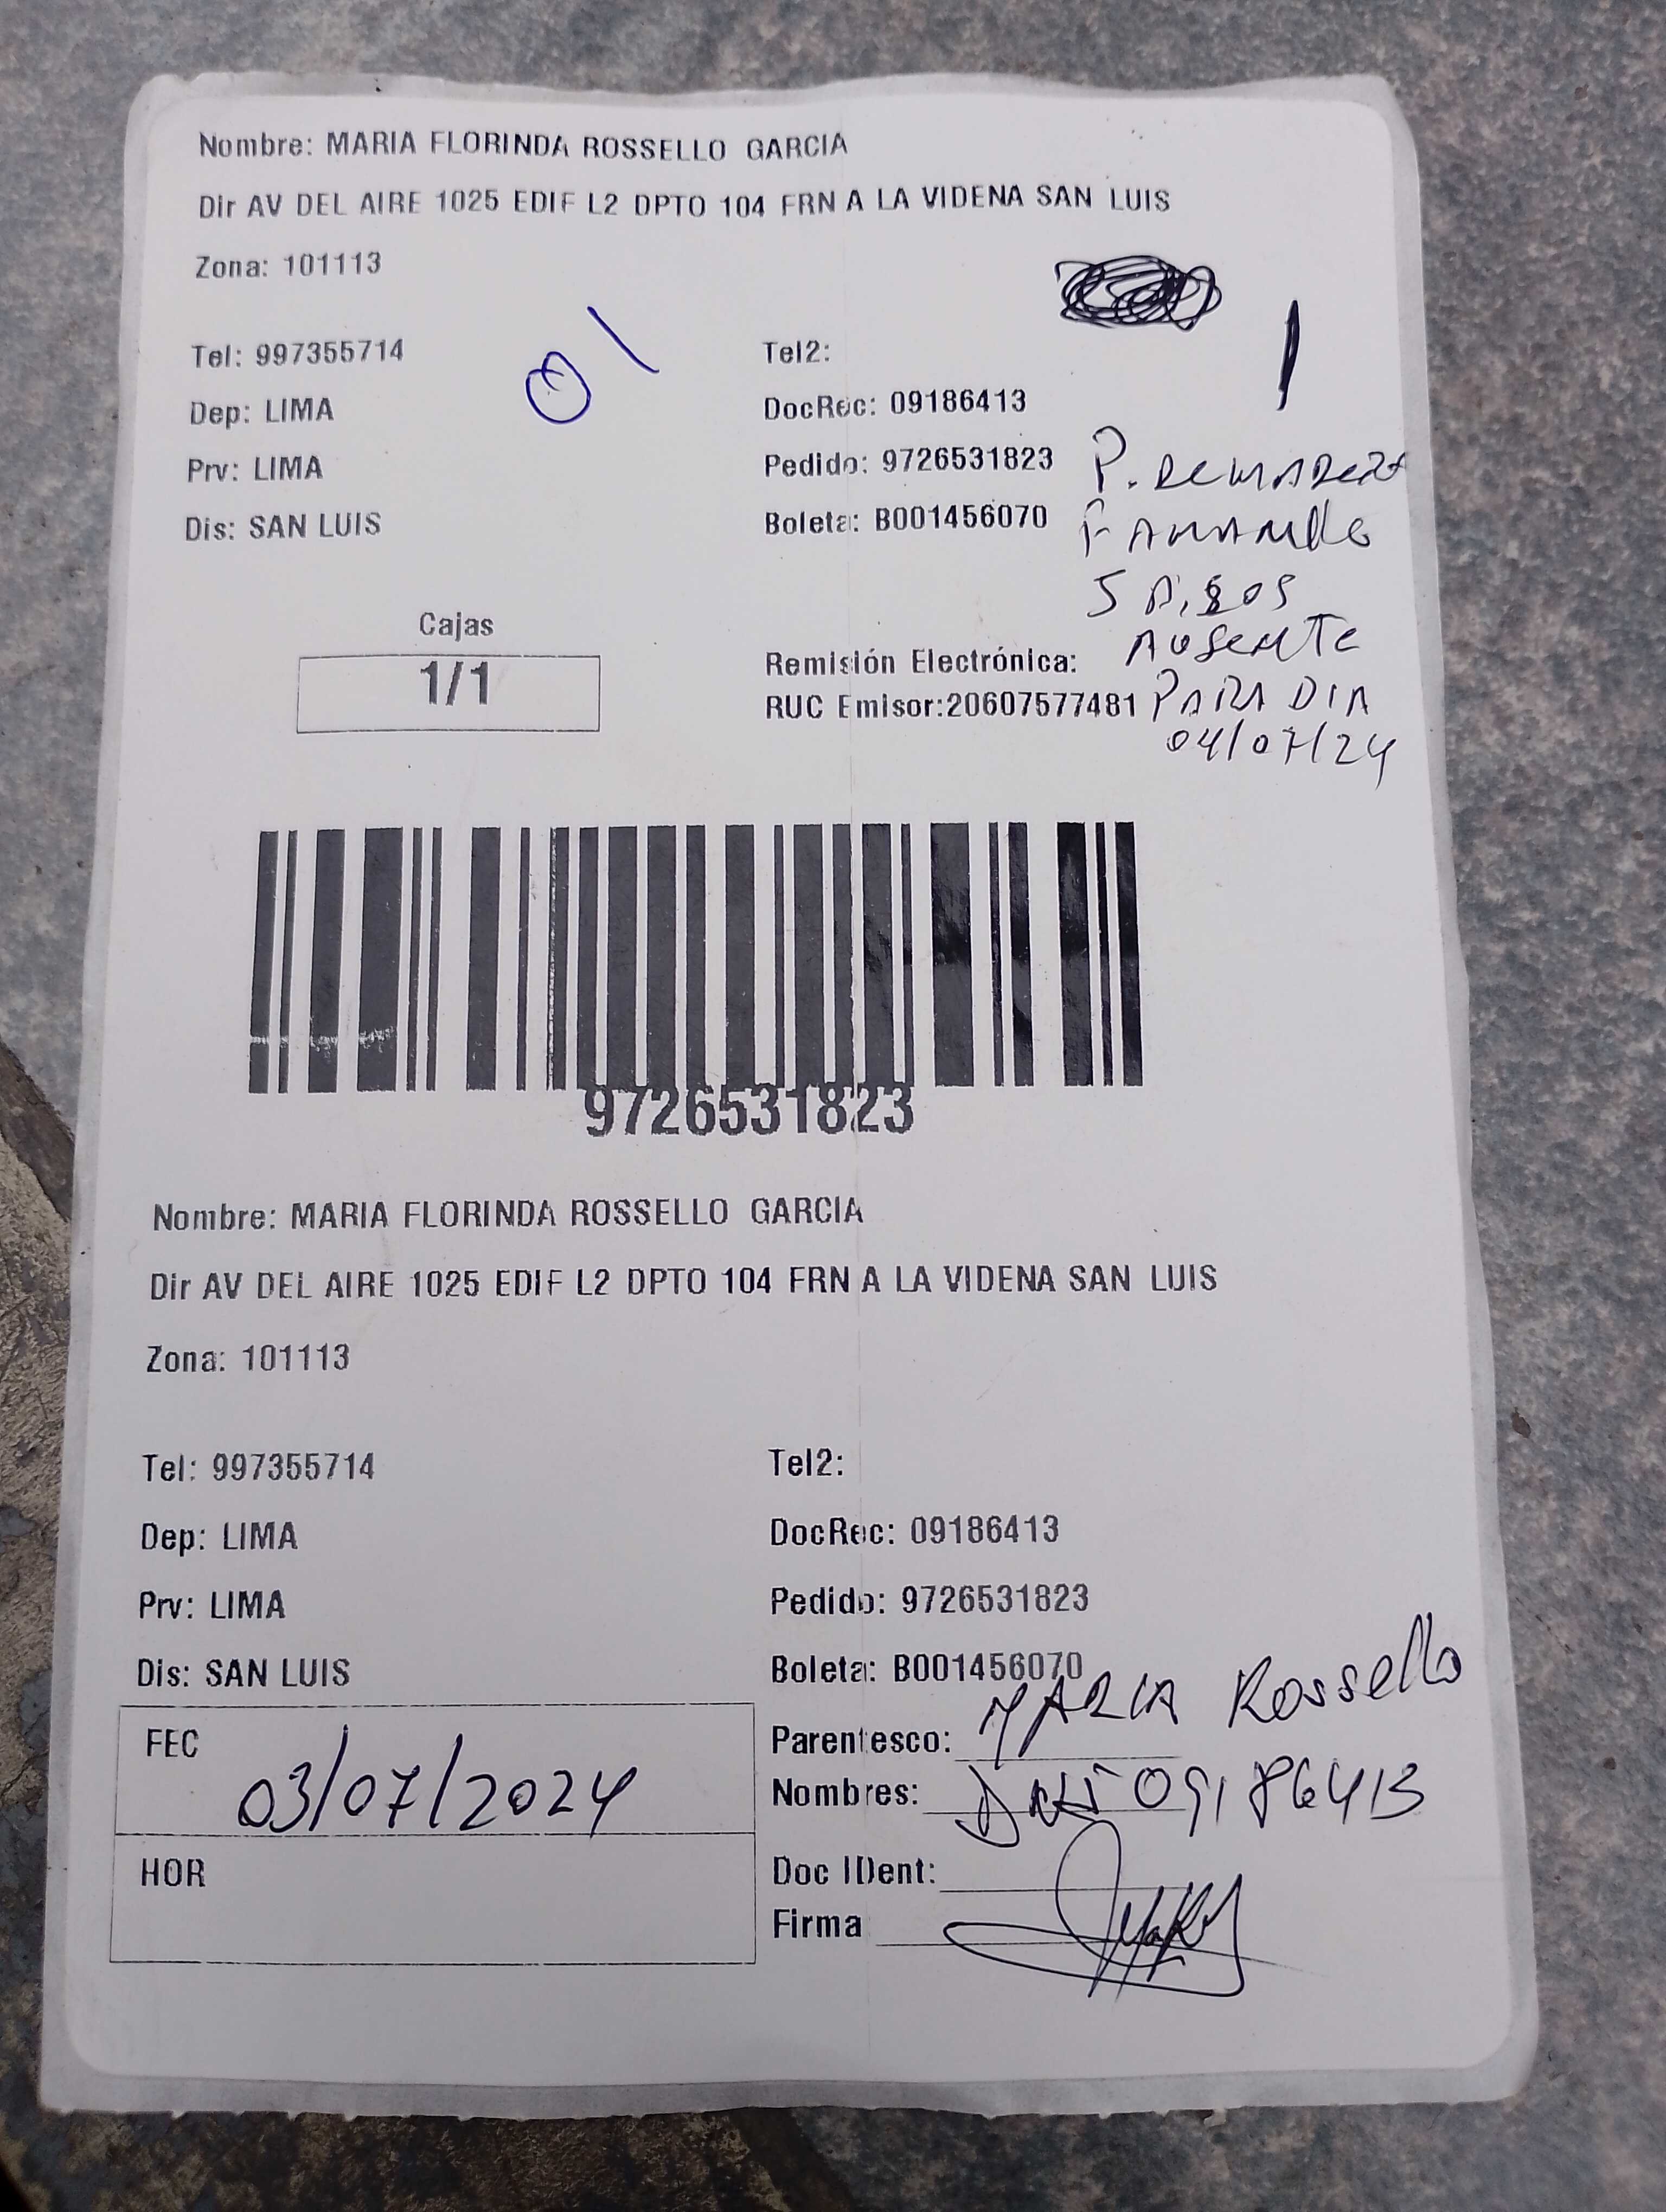 Nombre: MARIA FLORINDA ROSSELLO GARCIA
Dir AV DEL AIRE 1025 EDIF L2 DPTO 104 FRN A LA VIDENA SAN LUIS
Zona: 101113
01
Tel: 997355714
Tel2:
Dep: LIMA
DocRec: 09186413
Prv: LIMA
Pedido: 9726531823
P.
Dis: SAN LUIS
Boleta: B001456070
5 PISOS
AUSENTE
PARA DIA
04/07/24
Cajas
1/1
Remisión Electrónica:
RUC Emisor:20607577481
9726531823
Nombre: MARIA FLORINDA ROSSELLO GARCIA
Dir AV DEL AIRE 1025 EDIF L2 DPTO 104 FRN A LA VIDENA SAN LUIS
Zona: 101113
Tel: 997355714
Tel2:
Dep: LIMA
DocRec: 09186413
Prv: LIMA
Pedido: 9726531823
Dis: SAN LUIS
Boleta: B001456070
FEC
03/07/2024
HOR
Parentesco: MARIA Rossello
Nombres: DNI 09186413
Doc IDent:
Firma